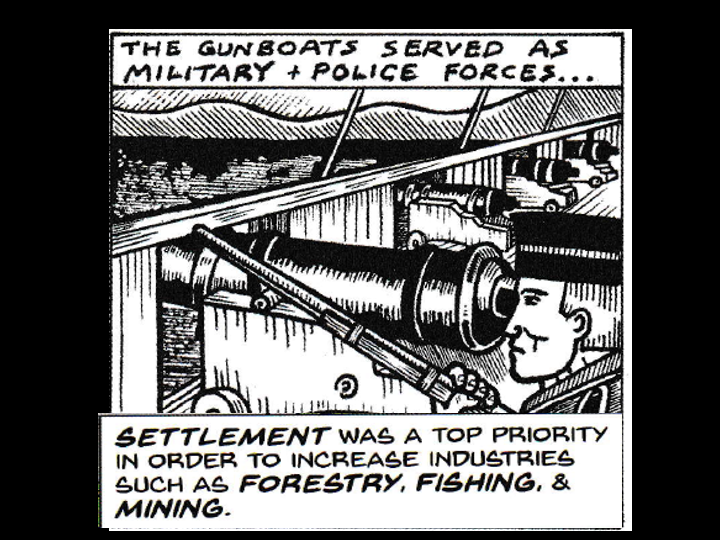 THE GUNBOATS SERVED AS
MILITARY + POLICE FORCES...
SETTLEMENT WAS A TOP PRIORITY
IN ORDER TO INCREASE INDUSTRIES
SUCH AS FORESTRY, FISHING, &
MINING.